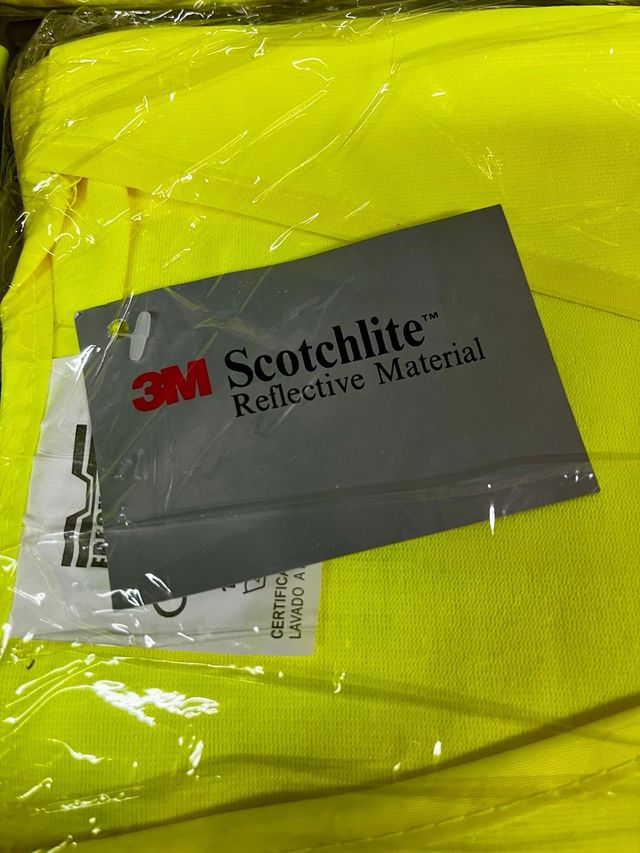 3M Scotchlite™
Reflective Material
CERTIFICA
LAVADO A